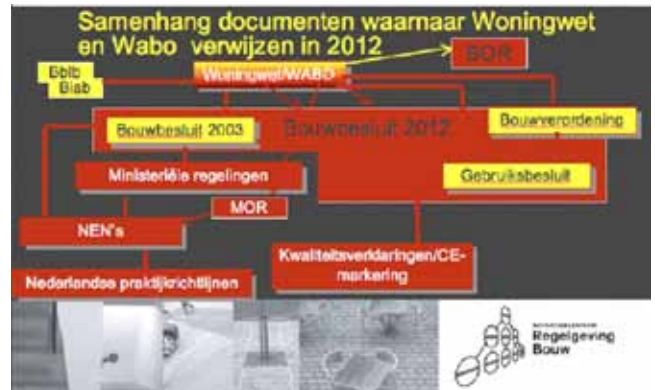 Samenhang documenten waarnaar Woningwet
en Wabo verwijzen in 2012
BOR
Bblb
Biab
Woningwet/WABO
Bouwbesluit 2003
Bouwbesluit 2012
Bouwverordening
Ministeriële regelingen
Gebruiksbesluit
MOR
NEN's
Kwaliteitsverklaringen/CE-
markering
Nederlandse praktijkrichtlijnen
Regelgeving
Bouw